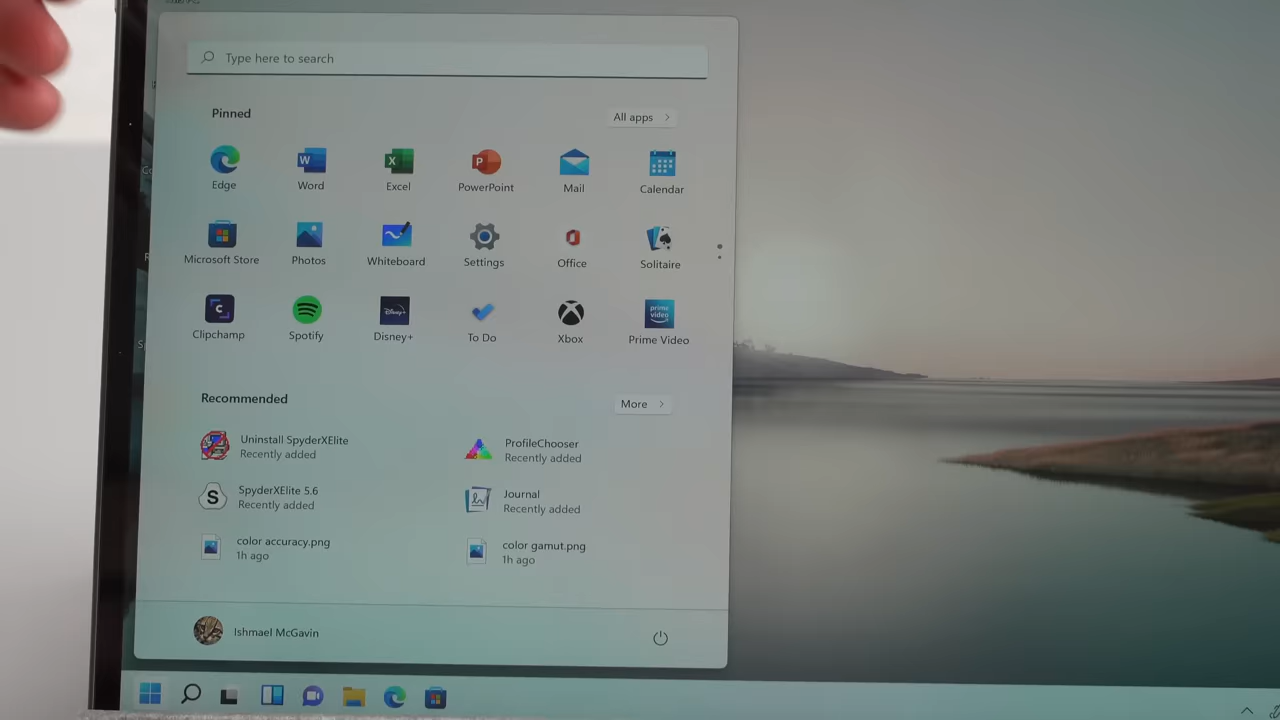 Type here to search
Pinned
All apps
Edge
Word
Excel
PowerPoint
Mail
Calendar
Microsoft Store
Photos
Whiteboard
Settings
Office
Solitaire
Clipchamp
Spotify
Disney+
Disney+
To Do
Xbox
prime
video
Prime Video
Recommended
More
Uninstall SpyderXElite
Recently added
ProfileChooser
Recently added
S
SpyderXElite 5.6
Recently added
Journal
Recently added
color accuracy.png
1h ago
color gamut.png
1h ago
Ishmael McGavin